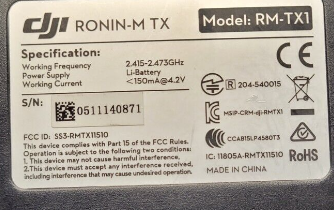 dji RONIN-M TX
Model: RM-TX1
Specification:
Working Frequency 2.415-2.473GHz
Power Supply Li-Battery
Working Current <150mA@4.2V
S/N: 0511140871
CE
R 204-540015
MSIP-CRM-dji-RMTX1
CCAB15LP4580T3
FCC ID: SS3-RMTX11510
This device complies with Part 15 of the FCC Rules.
Operation is subject to the following two conditions:
1. This device may not cause harmful interference.
2. This device must accept any interference received,
including interference that may cause undesired operation.
IC: 11805A-RMTX11510
RoHS
MADE IN CHINA